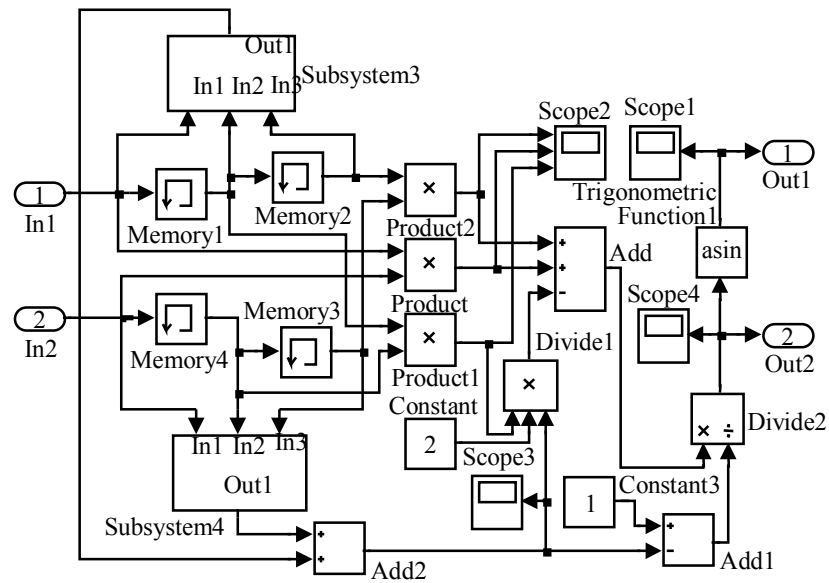 Out1
In1 In2 In3
Subsystem3
Scope2
Scope1
1
In1
Memory1
Memory2
×
Product2
Trigonometric
Function1
1
Out1
×
Product
+
+
−
Add
asin
2
In2
Memory4
Memory3
×
Product1
Scope4
2
Out2
Divide1
×
Constant
2
× ÷
Divide2
In1 In2 In3
Out1
Subsystem4
Scope3
1
Constant3
+
+
Add2
+
−
Add1